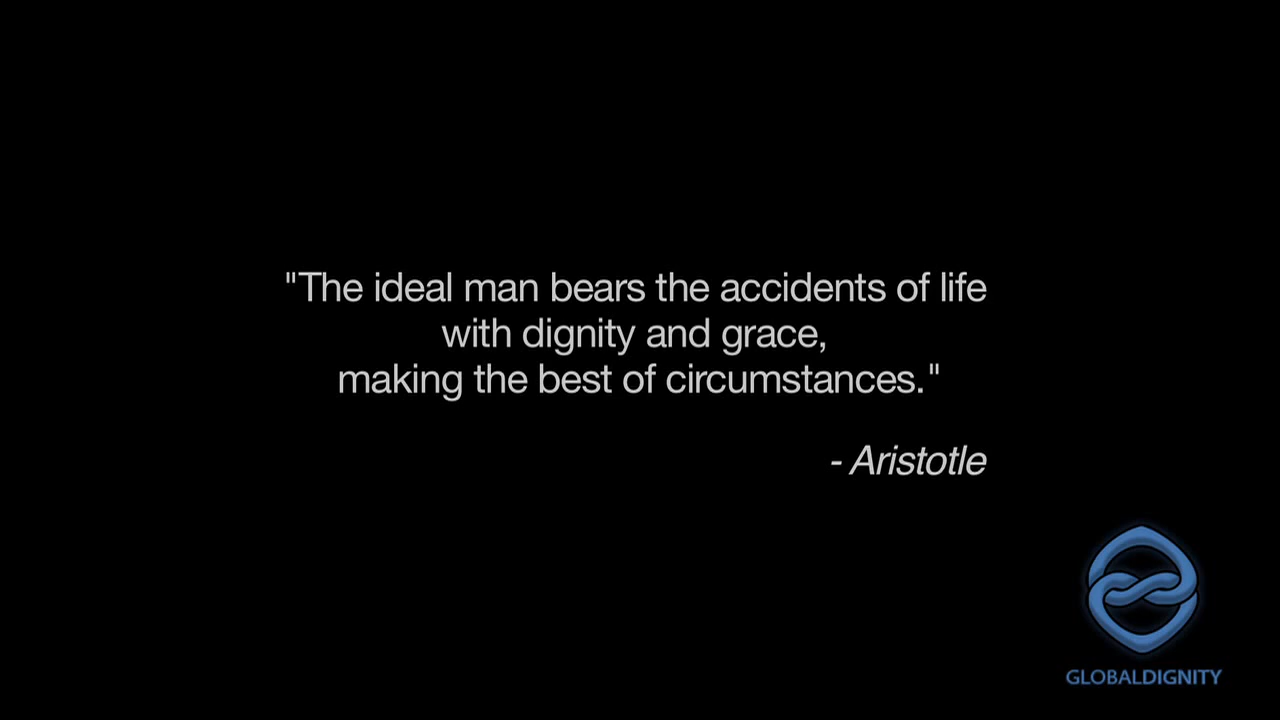 "The ideal man bears the accidents of life
with dignity and grace,
making the best of circumstances."
- Aristotle
GLOBALDIGNITY